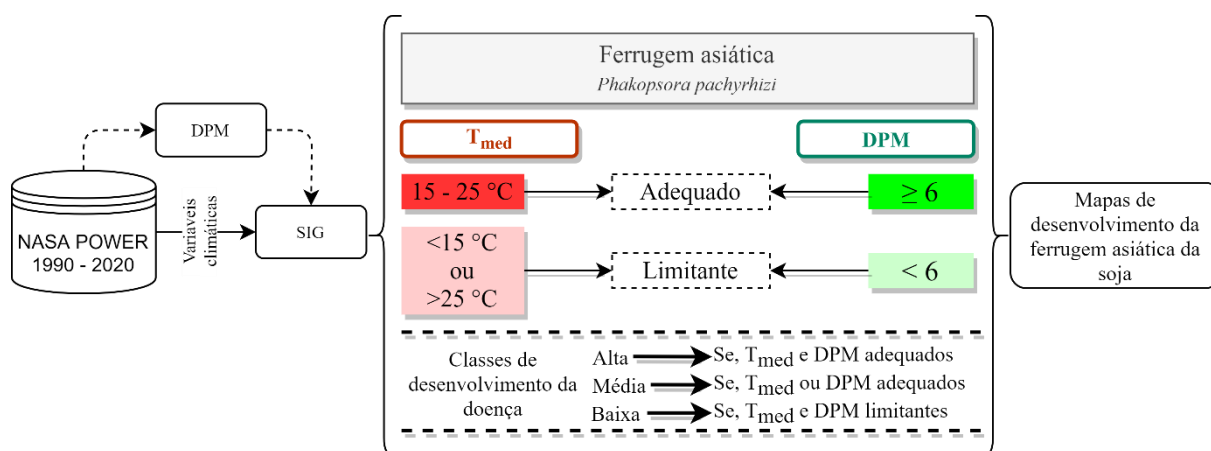 Ferrugem asiática
Phakopsora pachyrhizi
DPM
NASA POWER
1990 - 2020
Variaveis
climáticas
SIG
Tmed
DPM
15 - 25 °C
Adequado
≥ 6
<15 °C
ou
>25 °C
Limitante
< 6
Classes de
desenvolvimento da
doença
Alta
Se, Tmed e DPM adequados
Média
Se, Tmed ou DPM adequados
Baixa
Se, Tmed e DPM limitantes
Mapas de
desenvolvimento da
ferrugem asiática da
soja